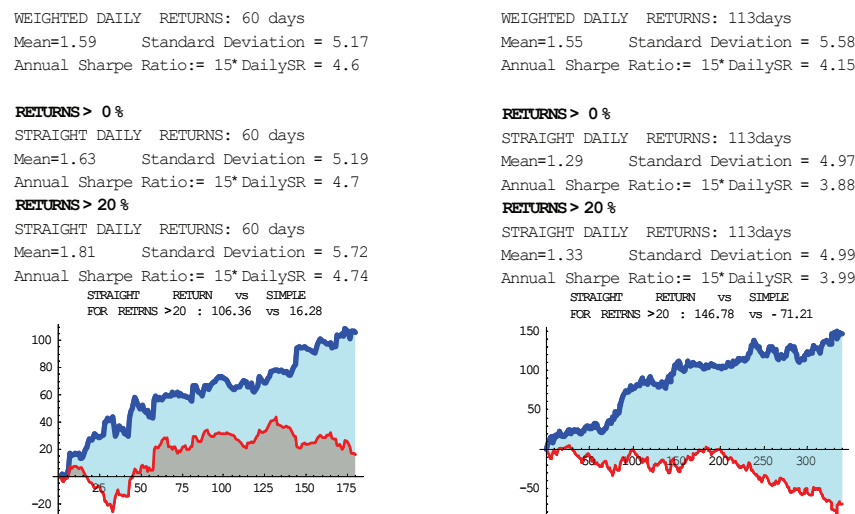 WEIGHTED DAILY RETURNS: 60 days
Mean=1.59 Standard Deviation = 5.17
Annual Sharpe Ratio:= 15* DailySR = 4.6
RETURNS > 0 %
STRAIGHT DAILY RETURNS: 60 days
Mean=1.63 Standard Deviation = 5.19
Annual Sharpe Ratio:= 15* DailySR = 4.7
RETURNS > 20 %
STRAIGHT DAILY RETURNS: 60 days
Mean=1.81 Standard Deviation = 5.72
Annual Sharpe Ratio:= 15* DailySR = 4.74
STRAIGHT RETURN vs SIMPLE
FOR RETRNS >20 : 106.36 vs 16.28
100
80
60
40
20
-20
25 50 75 100 125 150 175
WEIGHTED DAILY RETURNS: 113days
Mean=1.55 Standard Deviation = 5.58
Annual Sharpe Ratio:= 15* DailySR = 4.15
RETURNS > 0 %
STRAIGHT DAILY RETURNS: 113days
Mean=1.29 Standard Deviation = 4.97
Annual Sharpe Ratio:= 15* DailySR = 3.88
RETURNS > 20 %
STRAIGHT DAILY RETURNS: 113days
Mean=1.33 Standard Deviation = 4.99
Annual Sharpe Ratio:= 15* DailySR = 3.99
STRAIGHT RETURN vs SIMPLE
FOR RETRNS >20 : 146.78 vs -71.21
150
100
50
-50
50 100 150 200 250 300